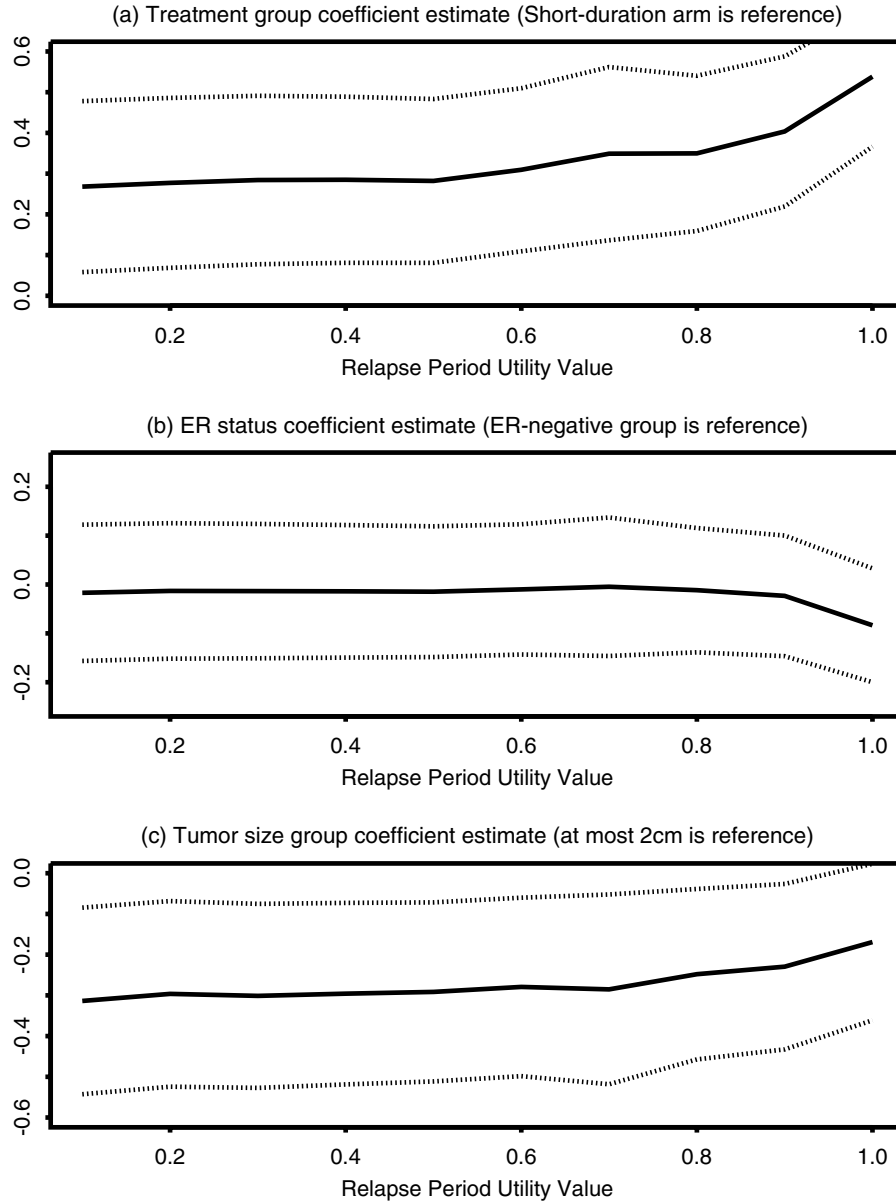 (a) Treatment group coefficient estimate (Short-duration arm is reference)
0.6
0.4
0.2
0.0
0.2 0.4 0.6 0.8 1.0
Relapse Period Utility Value
(b) ER status coefficient estimate (ER-negative group is reference)
0.2
0.0
-0.2
0.2 0.4 0.6 0.8 1.0
Relapse Period Utility Value
(c) Tumor size group coefficient estimate (at most 2cm is reference)
0.0
-0.2
-0.4
-0.6
0.2 0.4 0.6 0.8 1.0
Relapse Period Utility Value